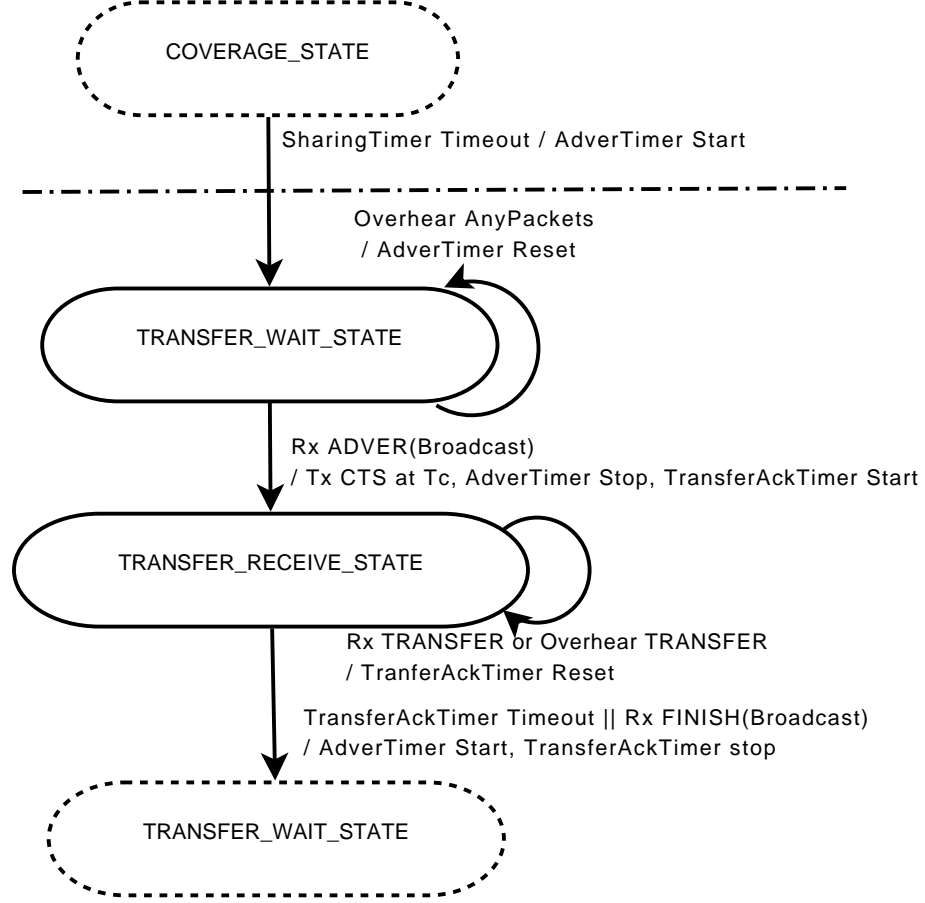 COVERAGE_STATE
SharingTimer Timeout / AdverTimer Start
Overhear AnyPackets
/ AdverTimer Reset
TRANSFER_WAIT_STATE
Rx ADVER(Broadcast)
/ Tx CTS at Tc, AdverTimer Stop, TransferAckTimer Start
TRANSFER_RECEIVE_STATE
Rx TRANSFER or Overhear TRANSFER
/ TranferAckTimer Reset
TransferAckTimer Timeout || Rx FINISH(Broadcast)
/ AdverTimer Start, TransferAckTimer stop
TRANSFER_WAIT_STATE